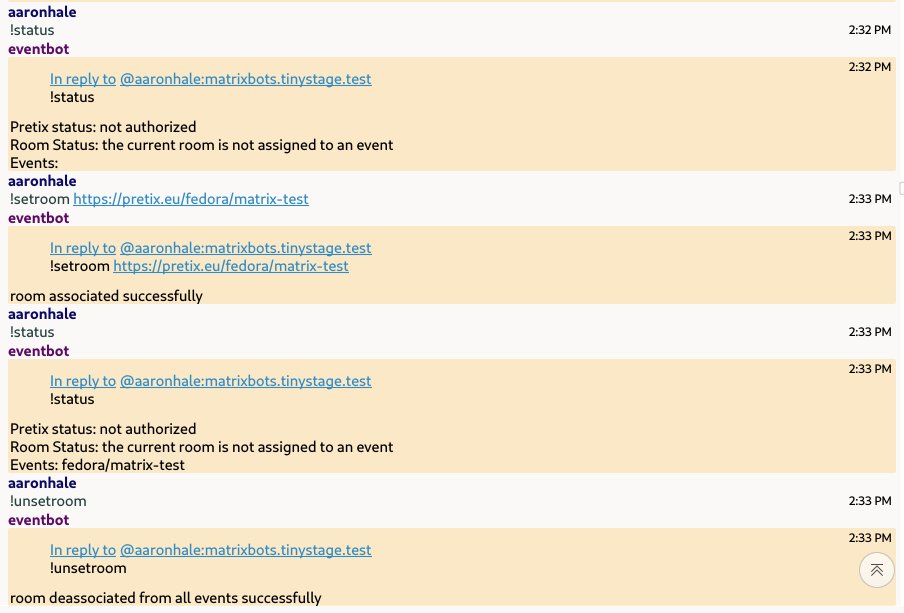 aaronhale
!status 2:32 PM
eventbot
In reply to @aaronhale:matrixbots.tinystage.test 2:32 PM
!status
Pretix status: not authorized
Room Status: the current room is not assigned to an event
Events:
aaronhale
!setroom https://pretix.eu/fedora/matrix-test 2:33 PM
eventbot
In reply to @aaronhale:matrixbots.tinystage.test 2:33 PM
!setroom https://pretix.eu/fedora/matrix-test
room associated successfully
aaronhale
!status 2:33 PM
eventbot
In reply to @aaronhale:matrixbots.tinystage.test 2:33 PM
!status
Pretix status: not authorized
Room Status: the current room is not assigned to an event
Events: fedora/matrix-test
aaronhale
!unsetroom 2:33 PM
eventbot
In reply to @aaronhale:matrixbots.tinystage.test 2:33 PM
!unsetroom
room deassociated from all events successfully